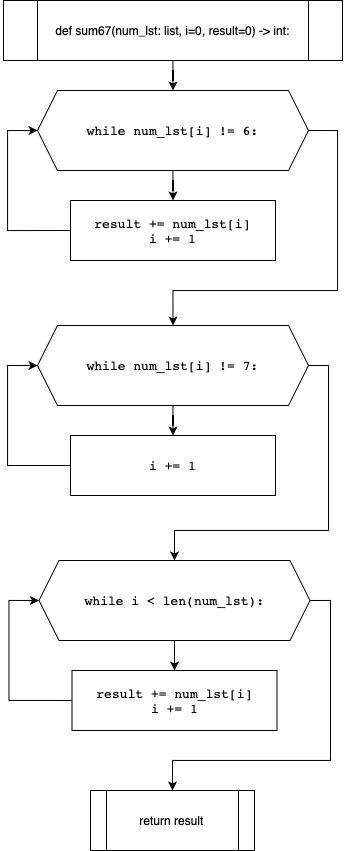 def sum67(num_lst: list, i=0, result=0) -> int:
while num_lst[i] != 6:
result += num_lst[i]
i += 1
while num_lst[i] != 7:
i += 1
while i < len(num_lst):
result += num_lst[i]
i += 1
return result